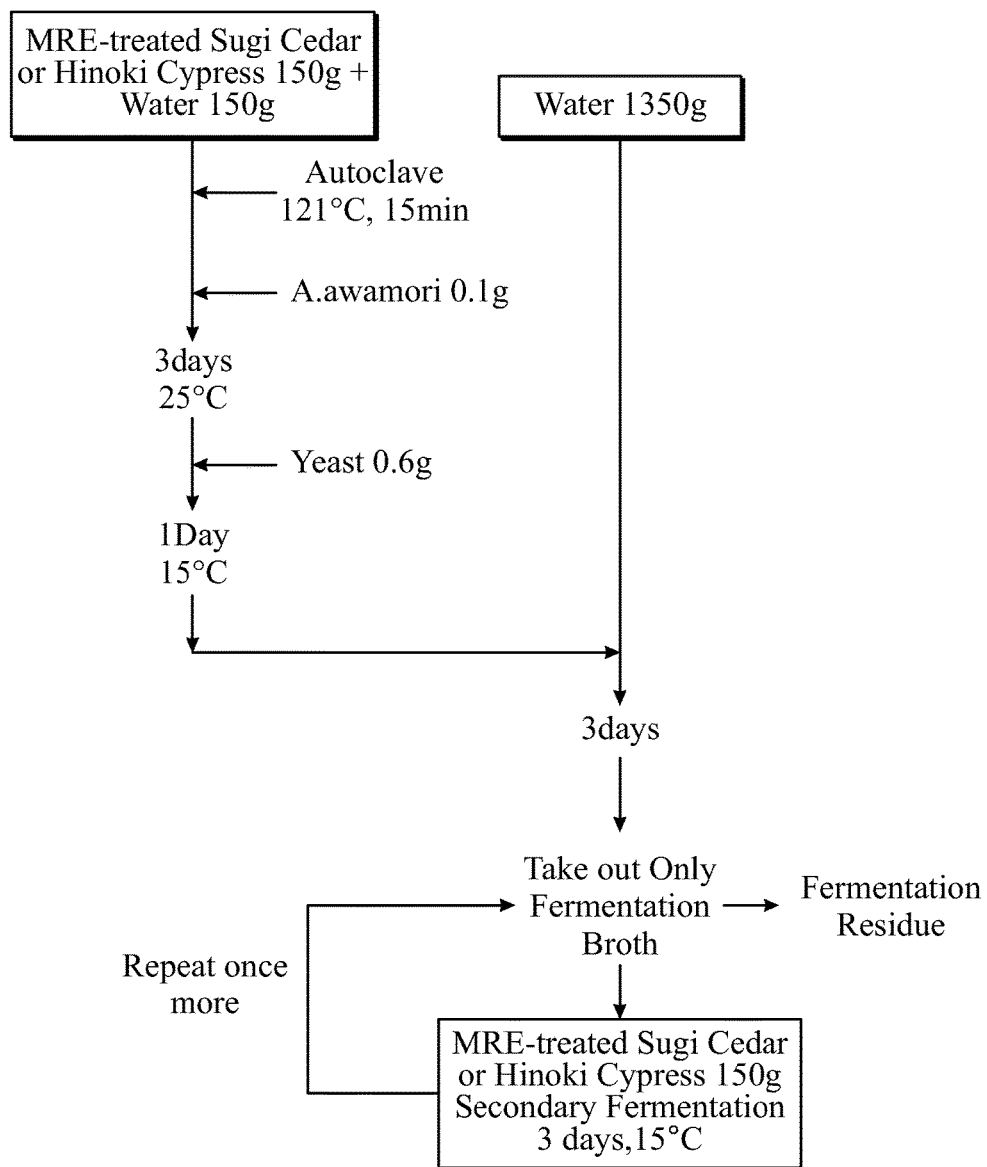 MRE-treated Sugi Cedar
or Hinoki Cypress 150g +
Water 150g
Water 1350g
Autoclave
121°C, 15min
A.awamori 0.1g
3days
25°C
Yeast 0.6g
1Day
15°C
3days
Take out Only
Fermentation
Broth
Fermentation
Residue
Repeat once
more
MRE-treated Sugi Cedar
or Hinoki Cypress 150g
Secondary Fermentation
3 days,15°C